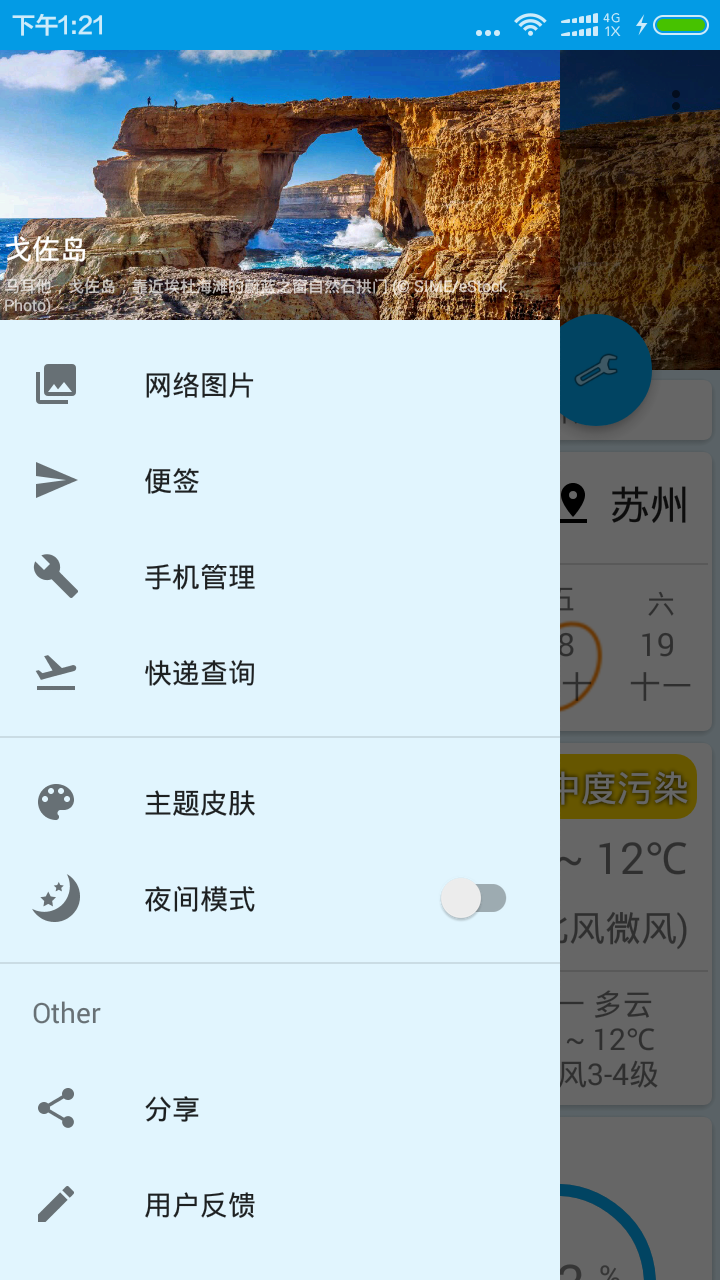 下午1:21
4G
1X
戈佐岛
马耳他，戈佐岛，靠近埃杜海滩的蔚蓝之窗自然石拱门 (© SIME/eStock
Photo)
网络图片
便签
手机管理
快递查询
主题皮肤
夜间模式
Other
分享
用户反馈
苏州
五 六
8 19
十 十一
中度污染
~ 12℃
风微风)
一 多云
~ 12℃
风3-4级
%